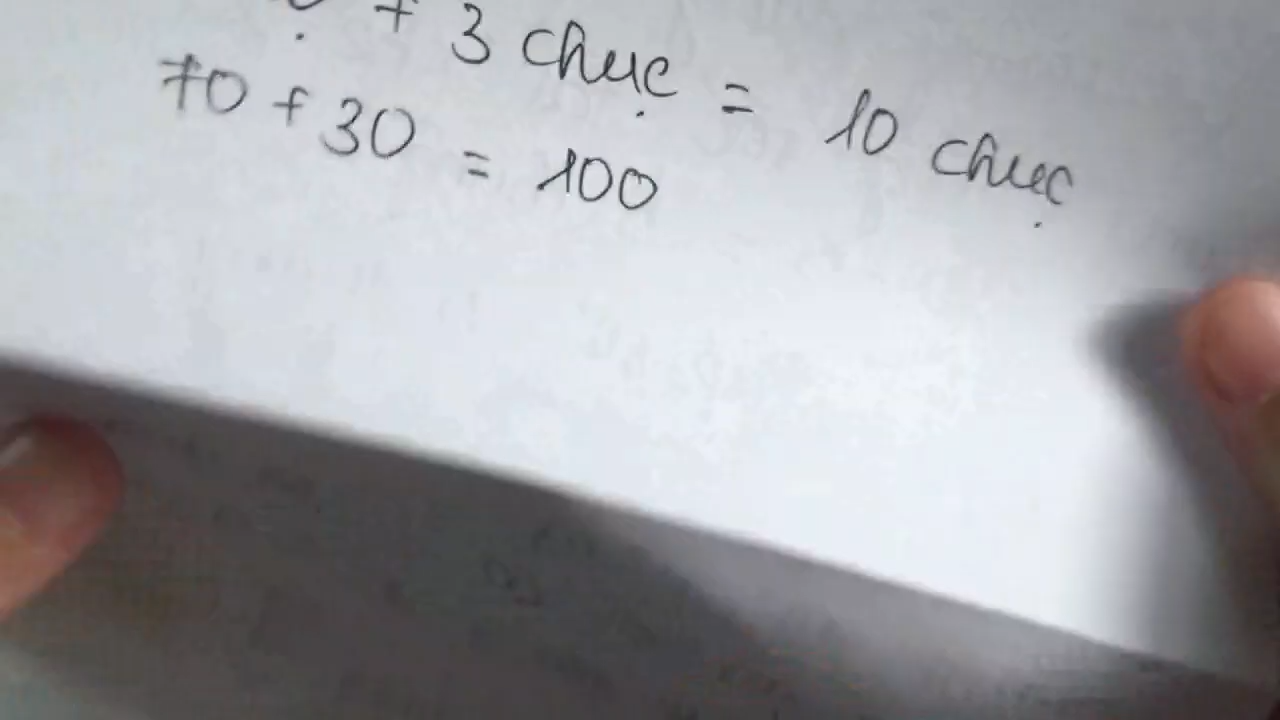 + 3 chục = 10 chục
70 + 30 = 100